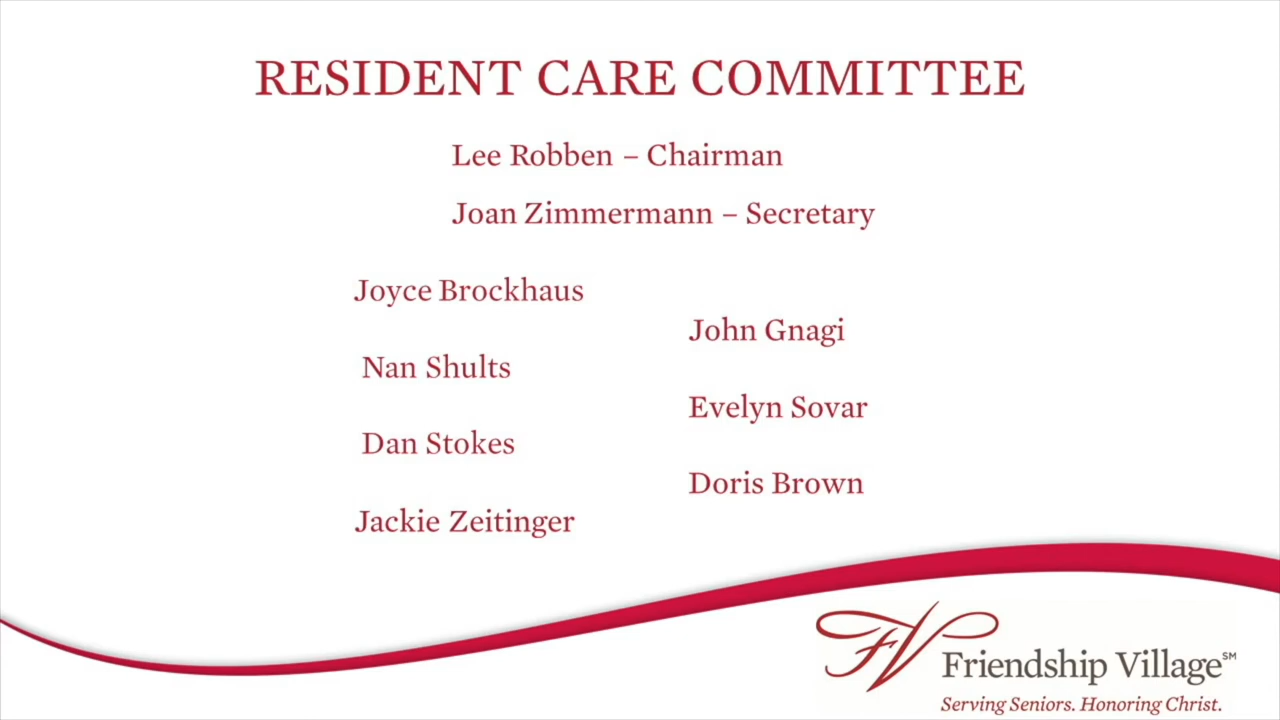 RESIDENT CARE COMMITTEE
Lee Robben – Chairman
Joan Zimmermann – Secretary
Joyce Brockhaus
John Gnagi
Nan Shults
Evelyn Sovar
Dan Stokes
Doris Brown
Jackie Zeitinger
FV
Friendship Village℠
Serving Seniors. Honoring Christ.